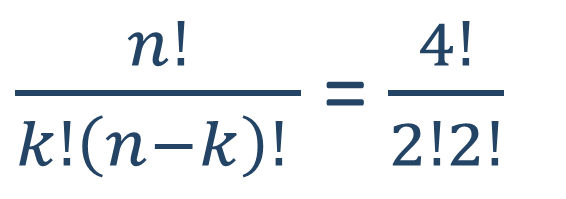 n! / k!(n−k)! = 4! / 2!2!